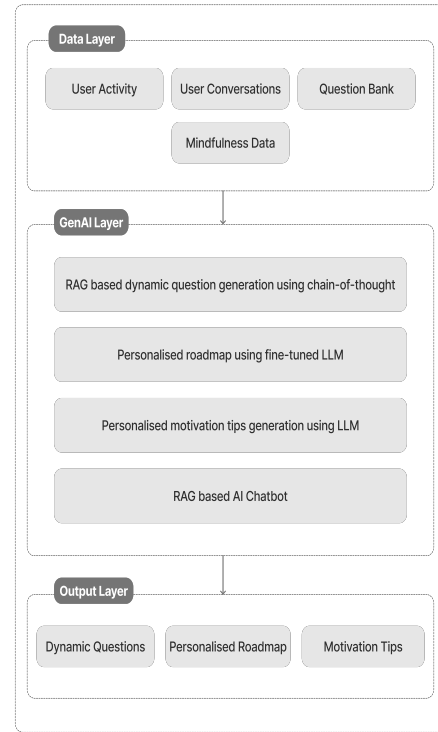 Data Layer
User Activity
User Conversations
Question Bank
Mindfulness Data
GenAI Layer
RAG based dynamic question generation using chain-of-thought
Personalised roadmap using fine-tuned LLM
Personalised motivation tips generation using LLM
RAG based AI Chatbot
Output Layer
Dynamic Questions
Personalised Roadmap
Motivation Tips